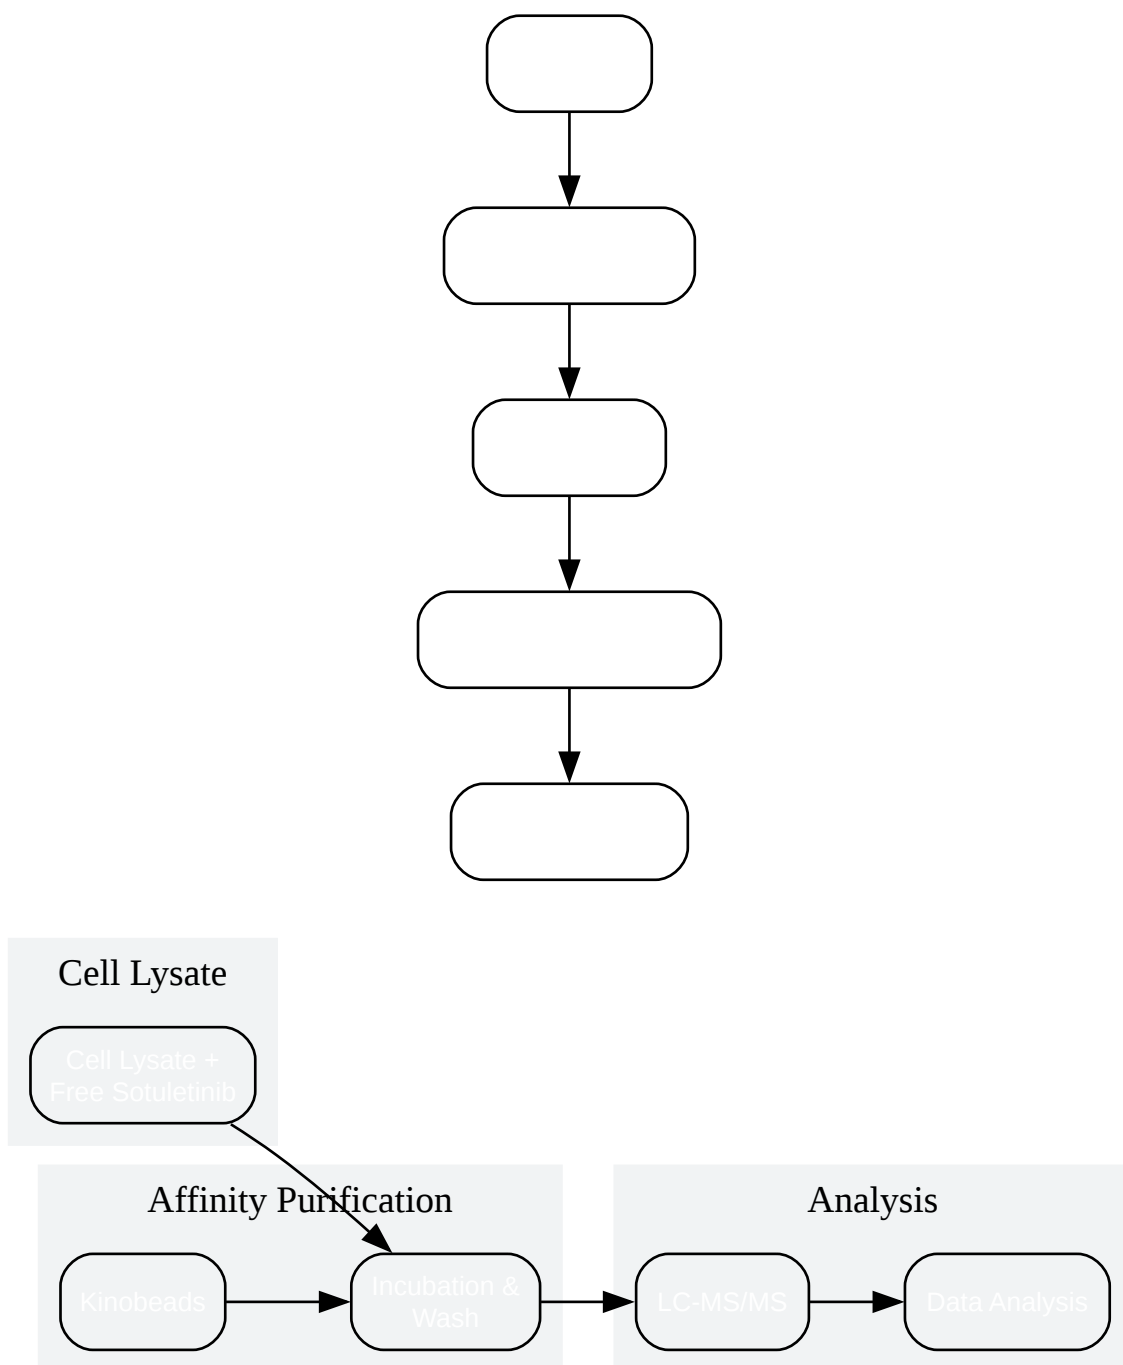 Cell Lysate
Cell Lysate +
Free Sotuletinib
Affinity Purification
Analysis
Kinobeads
Incubation &
Wash
LC-MS/MS
Data Analysis